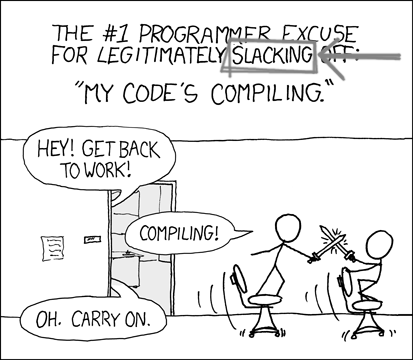 THE #1 PROGRAMMER EXCUSE
FOR LEGITIMATELY SLACKING OFF:
"MY CODE'S COMPILING."
HEY! GET BACK
TO WORK!
COMPILING!
OH. CARRY ON.